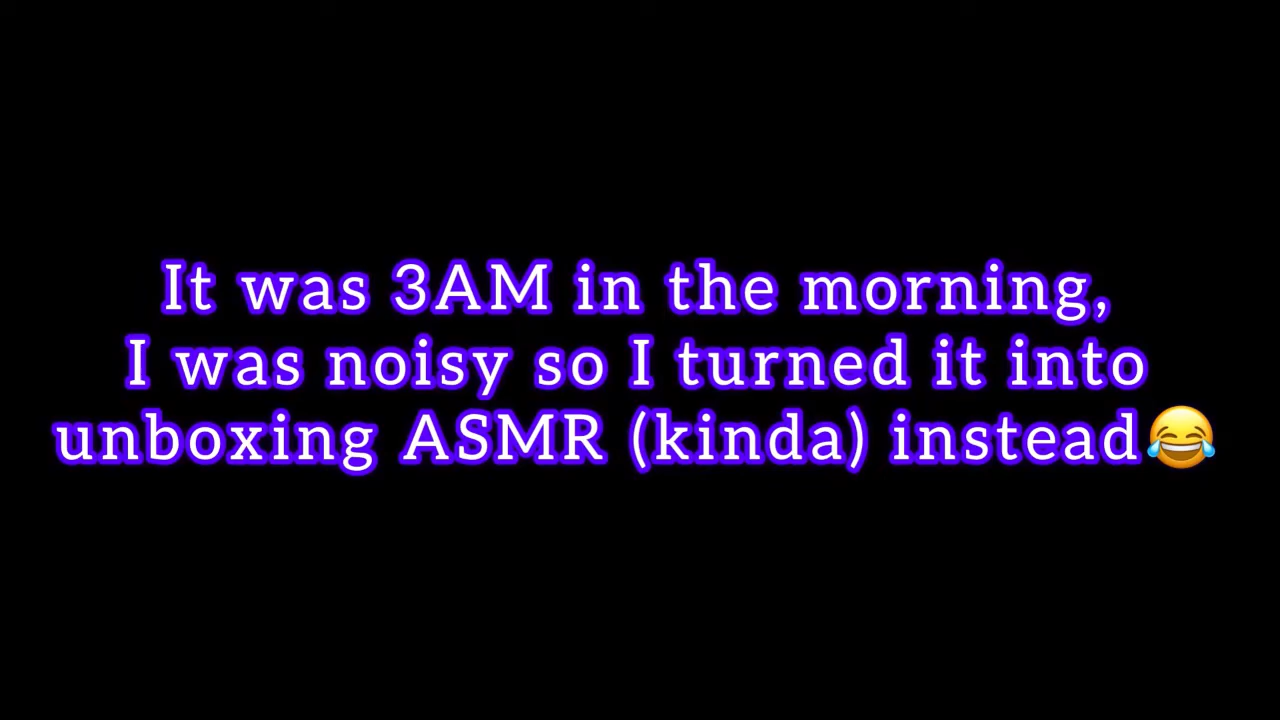 It was 3AM in the morning,
I was noisy so I turned it into
unboxing ASMR (kinda) instead😂